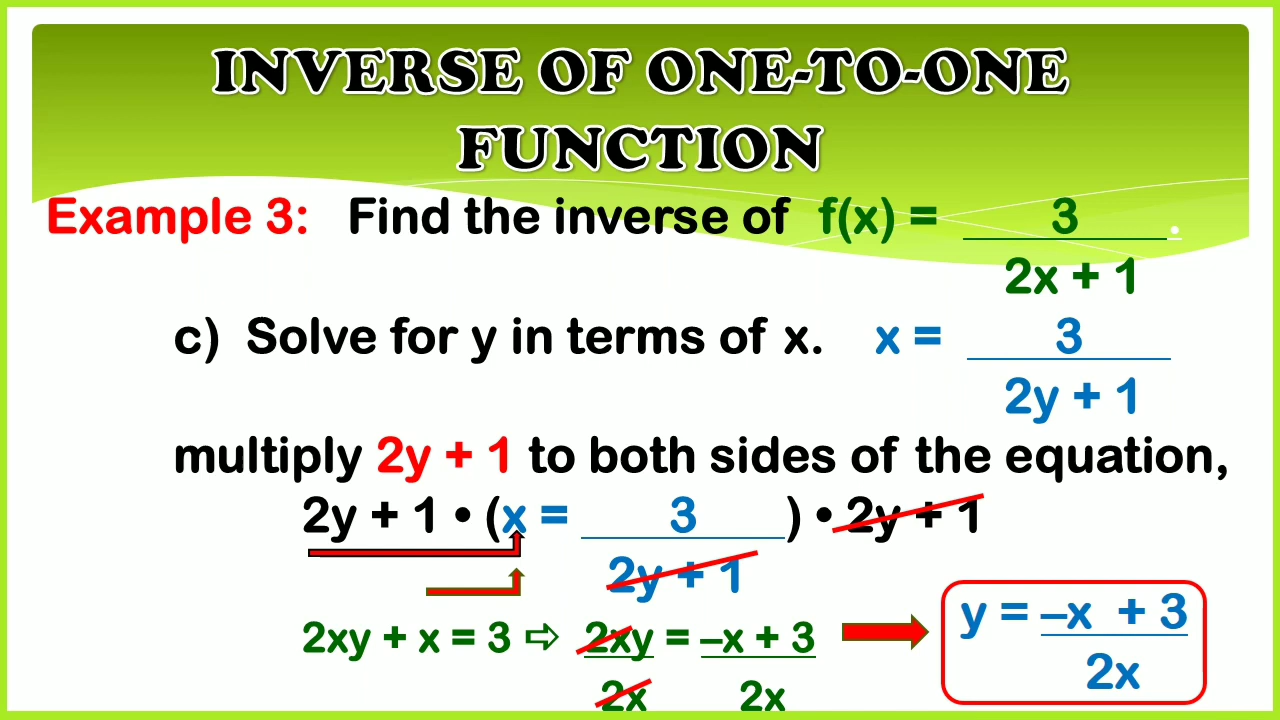 INVERSE OF ONE-TO-ONE
FUNCTION
Example 3: Find the inverse of f(x) = 3 .
2x + 1
c) Solve for y in terms of x. x = 3
2y + 1
multiply 2y + 1 to both sides of the equation,
2y + 1 • (x = 3 ) • 2y + 1
2y + 1
2xy + x = 3 ⇨ 2xy = –x + 3
2x 2x
y = –x + 3
2x